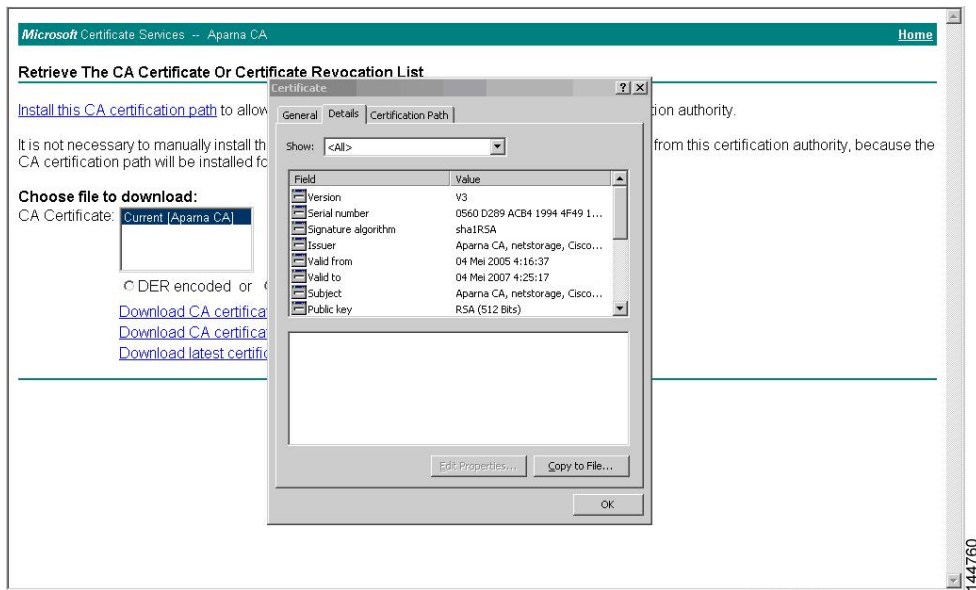 Microsoft Certificate Services -- Aparna CA Home
Retrieve The CA Certificate Or Certificate Revocation List
Install this CA certification path to allow
tion authority.
It is not necessary to manually install th
from this certification authority, because the
CA certification path will be installed fo
Choose file to download:
CA Certificate: Current [Aparna CA]
DER encoded or
Download CA certifica
Download CA certifica
Download latest certific
Certificate
General Details Certification Path
Show: <All>
Field Value
Version V3
Serial number 0560 D289 ACB4 1994 4F49 1...
Signature algorithm sha1RSA
Issuer Aparna CA, netstorage, Cisco...
Valid from 04 Mei 2005 4:16:37
Valid to 04 Mei 2007 4:25:17
Subject Aparna CA, netstorage, Cisco...
Public key RSA (512 Bits)
Edit Properties... Copy to File...
OK
144760